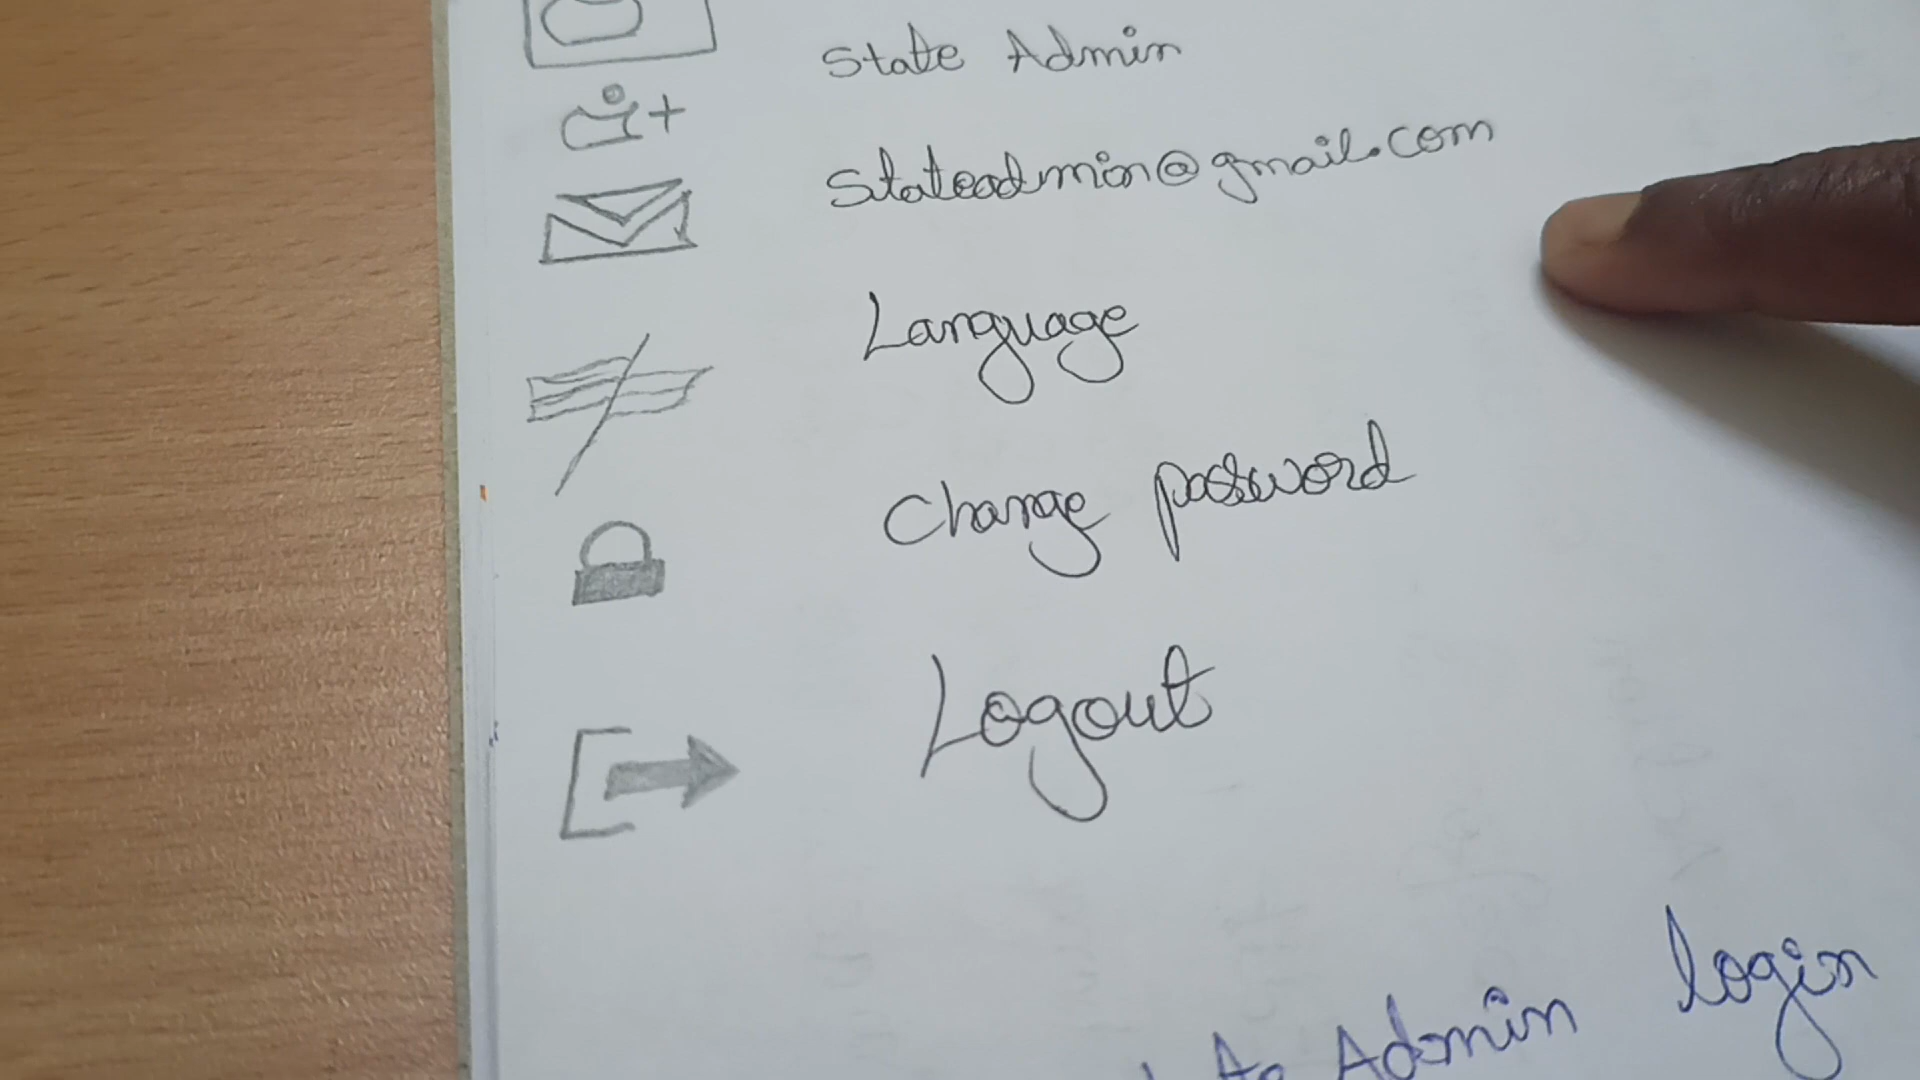 State Admin
stateadmin@gmail.com
Language
Change password
Logout
Admin login